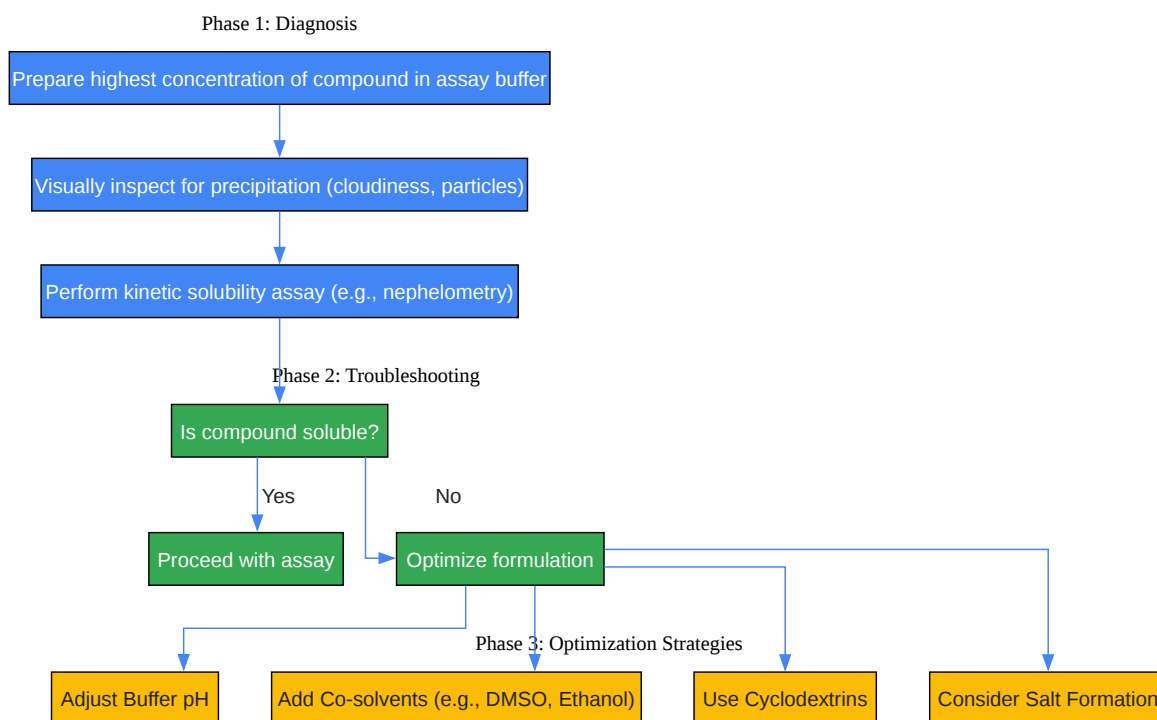 Phase 1: Diagnosis
Prepare highest concentration of compound in assay buffer
Visually inspect for precipitation (cloudiness, particles)
Perform kinetic solubility assay (e.g., nephelometry)
Phase 2: Troubleshooting
Is compound soluble?
Yes
No
Proceed with assay
Optimize formulation
Phase 3: Optimization Strategies
Adjust Buffer pH
Add Co-solvents (e.g., DMSO, Ethanol)
Use Cyclodextrins
Consider Salt Formation